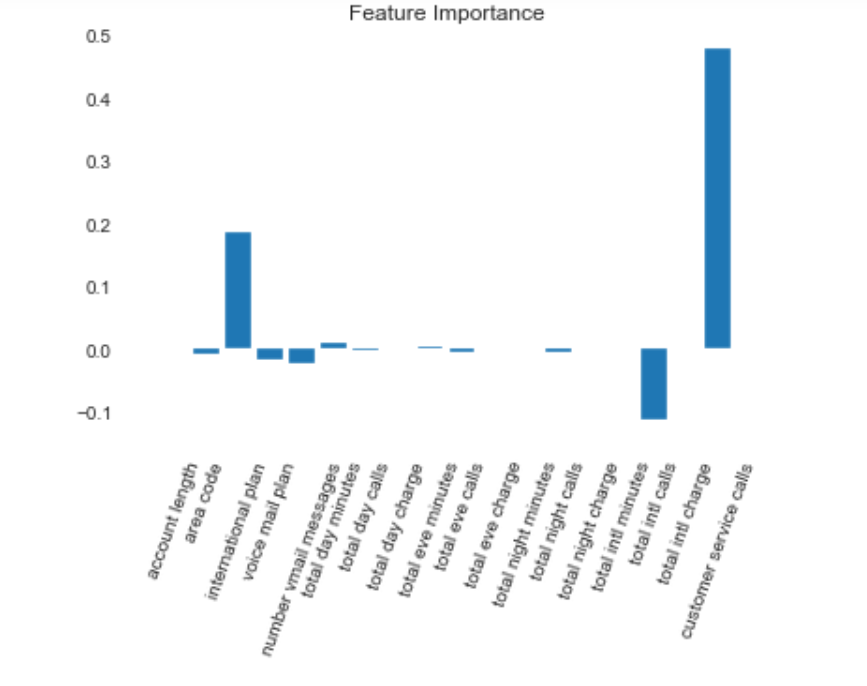 Feature Importance
0.5
0.4
0.3
0.2
0.1
0.0
−0.1
account length
area code
international plan
voice mail plan
number vmail messages
total day minutes
total day calls
total day charge
total eve minutes
total eve calls
total eve charge
total night minutes
total night calls
total night charge
total intl minutes
total intl calls
total intl charge
customer service calls